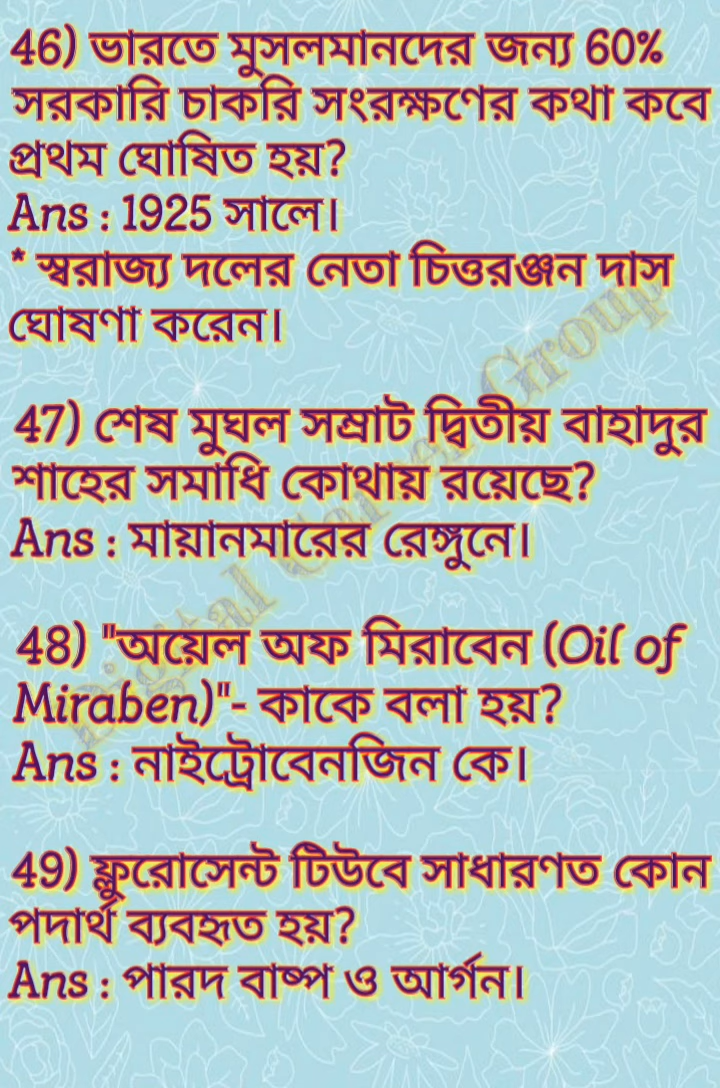 46) ভারতে মুসলমানদের জন্য 60%
সরকারি চাকরি সংরক্ষণের কথা কবে
প্রথম ঘোষিত হয়?
Ans : 1925 সালে।
* স্বরাজ্য দলের নেতা চিত্তরঞ্জন দাস
ঘোষণা করেন।
47) শেষ মুঘল সম্রাট দ্বিতীয় বাহাদুর
শাহের সমাধি কোথায় রয়েছে?
Ans : মায়ানমারের রেঙ্গুনে।
48) "অয়েল অফ মিরাবেন (Oil of
Miraben)"- কাকে বলা হয়?
Ans : নাইট্রোবেনজিন কে।
49) ফ্লুরোসেন্ট টিউবে সাধারণত কোন
পদার্থ ব্যবহৃত হয়?
Ans : পারদ বাষ্প ও আর্গন।